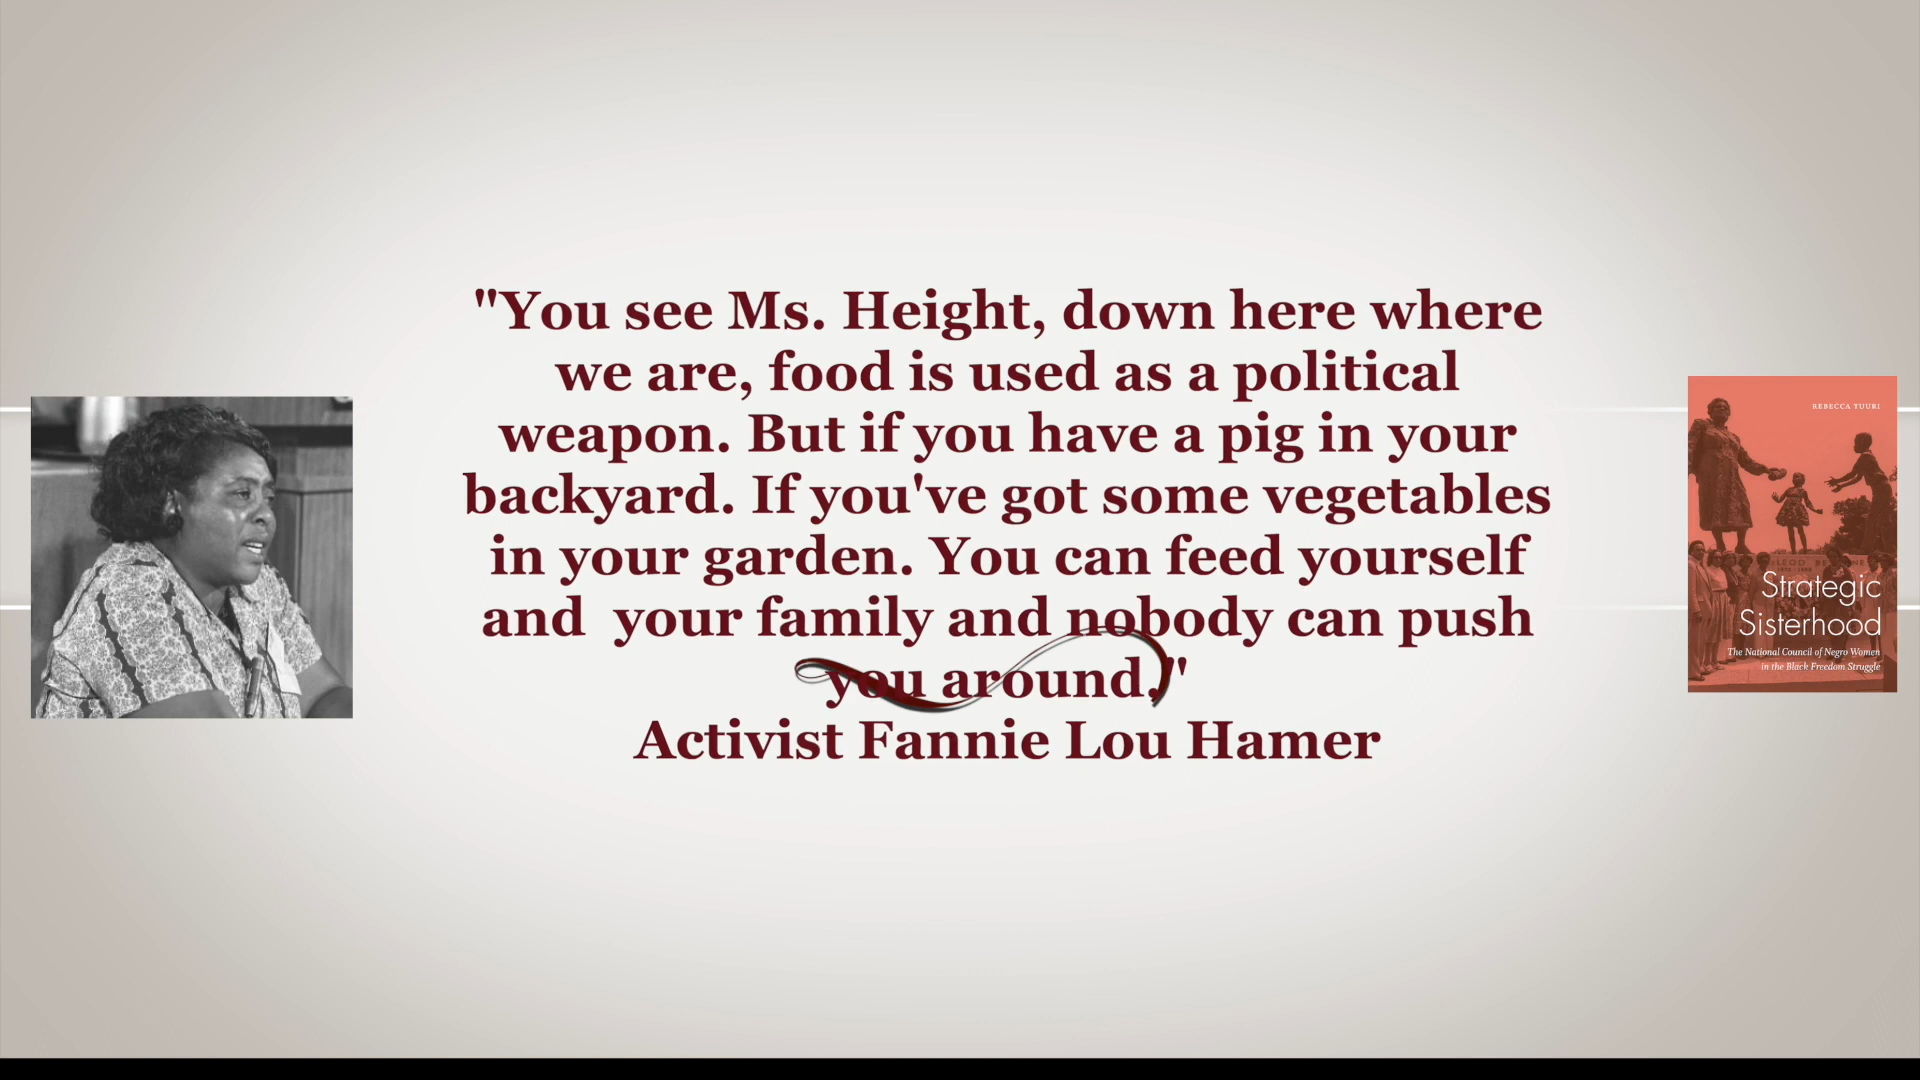 "You see Ms. Height, down here where
we are, food is used as a political
weapon. But if you have a pig in your
backyard. If you've got some vegetables
in your garden. You can feed yourself
and  your family and nobody can push
you around."
Activist Fannie Lou Hamer
REBECCA TUURI
Strategic
Sisterhood
The National Council of Negro Women
in the Black Freedom Struggle